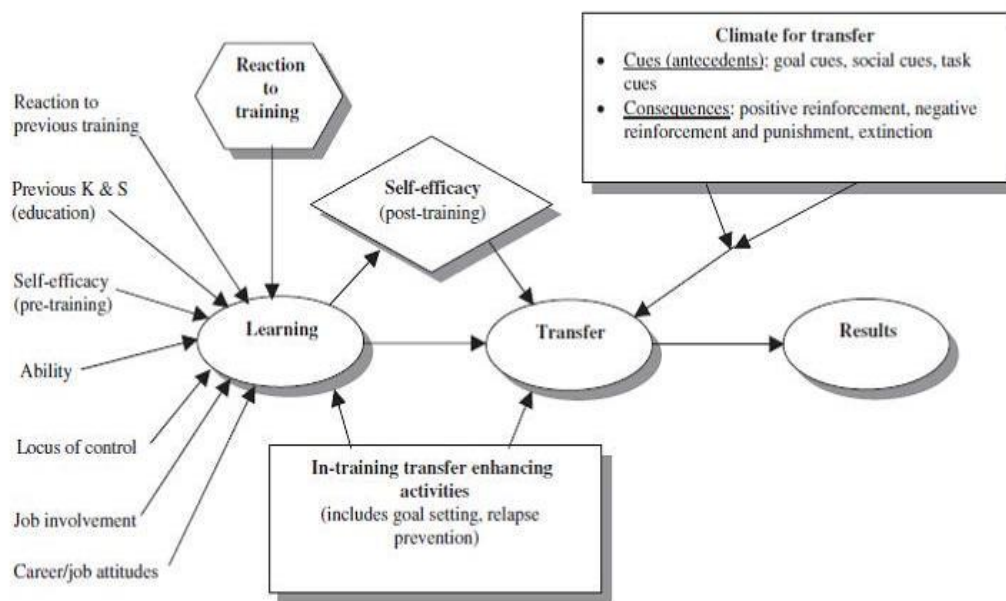 Reaction
to
training
Climate for transfer
• Cues (antecedents): goal cues, social cues, task
cues
• Consequences: positive reinforcement, negative
reinforcement and punishment, extinction
Reaction to
previous training
Previous K & S
(education)
Self-efficacy
(pre-training)
Ability
Locus of control
Job involvement
Career/job attitudes
Self-efficacy
(post-training)
Learning
Transfer
Results
In-training transfer enhancing
activities
(includes goal setting, relapse
prevention)